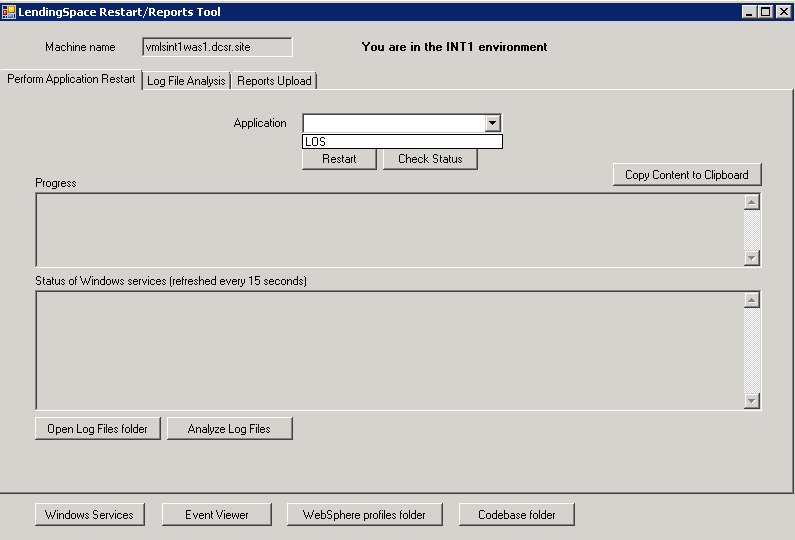 LendingSpace Restart/Reports Tool
Machine name vmlsint1was1.dcsr.site You are in the INT1 environment
Perform Application Restart Log File Analysis Reports Upload
Application
LOS
Restart Check Status
Copy Content to Clipboard
Progress
Status of Windows services (refreshed every 15 seconds)
Open Log Files folder Analyze Log Files
Windows Services Event Viewer WebSphere profiles folder Codebase folder